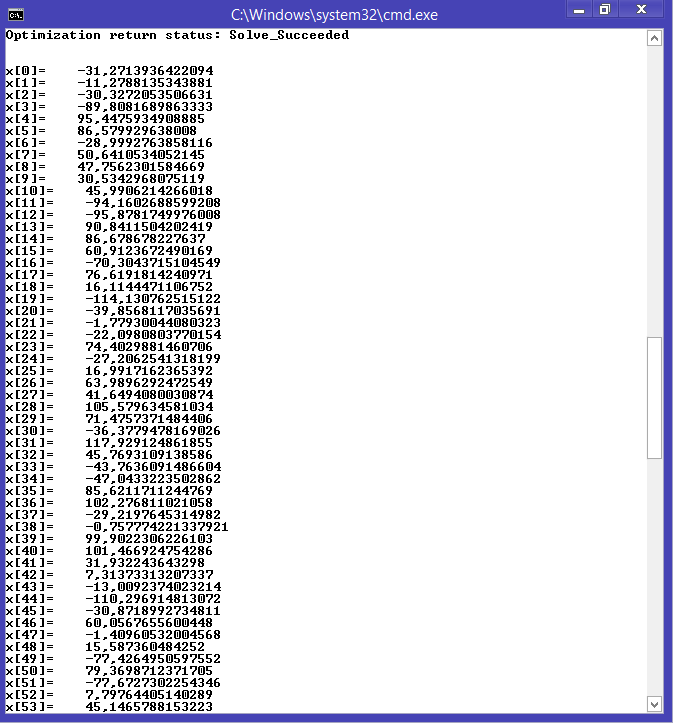 C:\Windows\system32\cmd.exe
Optimization return status: Solve_Succeeded
x[0]= -31,2713936422094
x[1]= -11,2788135343881
x[2]= -30,3272053506631
x[3]= -89,8081689863333
x[4]= 95,4475934908885
x[5]= 86,579929638008
x[6]= -28,9992763858116
x[7]= 50,6410534052145
x[8]= 47,7562301584669
x[9]= 30,5342968075119
x[10]= 45,9906214266018
x[11]= -94,1602688599208
x[12]= -95,8781749976008
x[13]= 90,8411504202419
x[14]= 86,678678227637
x[15]= 60,9123672490169
x[16]= -70,3043715104549
x[17]= 76,6191814240971
x[18]= 16,1144471106752
x[19]= -114,130762515122
x[20]= -39,8568117035691
x[21]= -1,77930044080323
x[22]= -22,0980803770154
x[23]= 74,4029881460706
x[24]= -27,2062541318199
x[25]= 16,9917162365392
x[26]= 63,9896292472549
x[27]= 41,6494080030874
x[28]= 105,579634581034
x[29]= 71,4757371484406
x[30]= -36,3779478169026
x[31]= 117,929124861855
x[32]= 45,7693109138586
x[33]= -43,7636091486604
x[34]= -47,0433223502862
x[35]= 85,6211711244769
x[36]= 102,276811021058
x[37]= -29,2197645314982
x[38]= -0,757774221337921
x[39]= 99,9022306226103
x[40]= 101,466924754286
x[41]= 31,932243643298
x[42]= 7,31373313207337
x[43]= -13,0092374023214
x[44]= -110,296914813072
x[45]= -30,8718992734811
x[46]= 60,0567655600448
x[47]= -1,40960532004568
x[48]= 15,587360484252
x[49]= -77,4264950597552
x[50]= 79,3698712371705
x[51]= -77,6727302254346
x[52]= 7,79764405140289
x[53]= 45,1465788153223